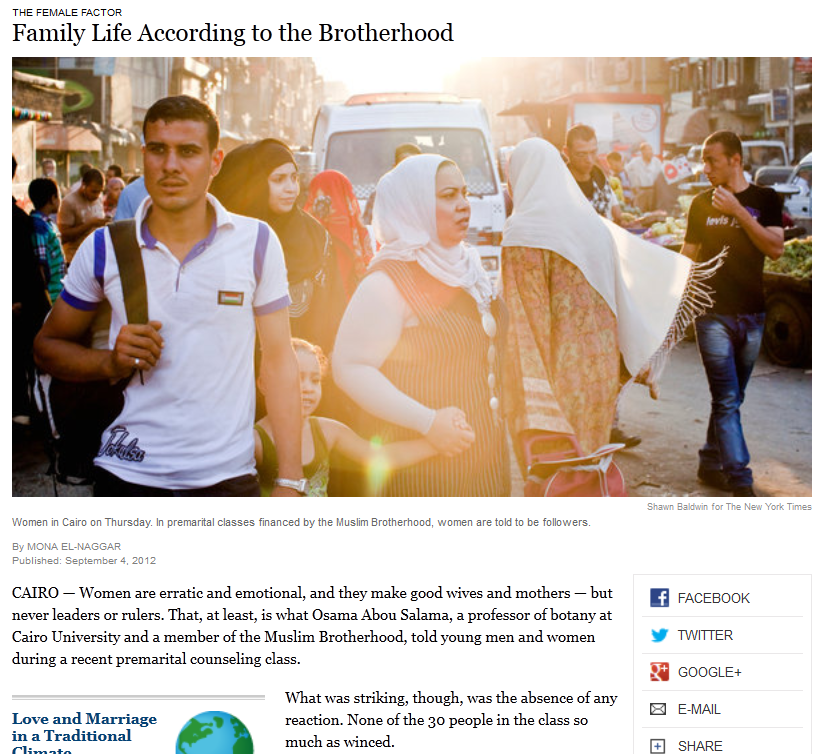 THE FEMALE FACTOR
Family Life According to the Brotherhood
levi's
Shawn Baldwin for The New York Times
Women in Cairo on Thursday. In premarital classes financed by the Muslim Brotherhood, women are told to be followers.
By MONA EL-NAGGAR
Published: September 4, 2012
CAIRO — Women are erratic and emotional, and they make good wives and mothers — but
never leaders or rulers. That, at least, is what Osama Abou Salama, a professor of botany at
Cairo University and a member of the Muslim Brotherhood, told young men and women
during a recent premarital counseling class.
Love and Marriage
in a Traditional
Climate
What was striking, though, was the absence of any
reaction. None of the 30 people in the class so
much as winced.
FACEBOOK
TWITTER
GOOGLE+
E-MAIL
SHARE